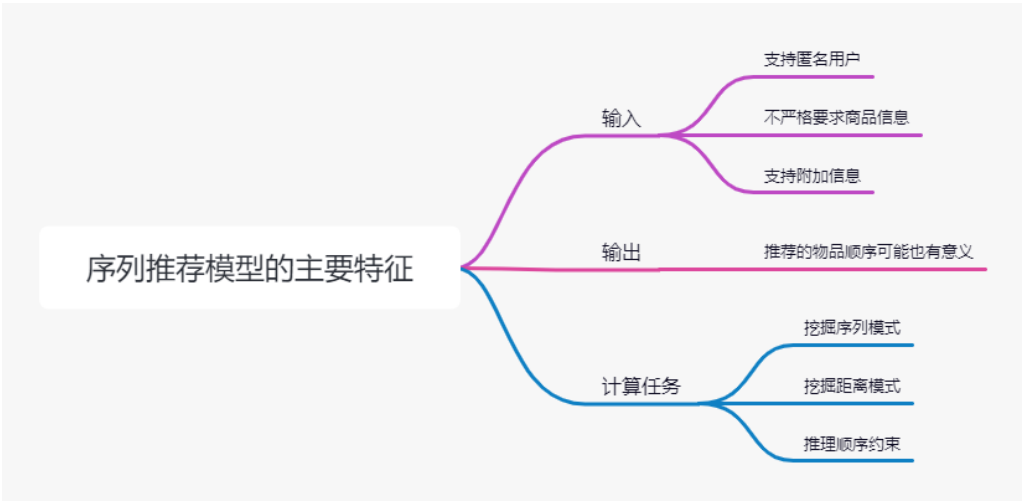 序列推荐模型的主要特征
输入
支持匿名用户
不严格要求商品信息
支持附加信息
输出
推荐的物品顺序可能也有意义
计算任务
挖掘序列模式
挖掘距离模式
推理顺序约束